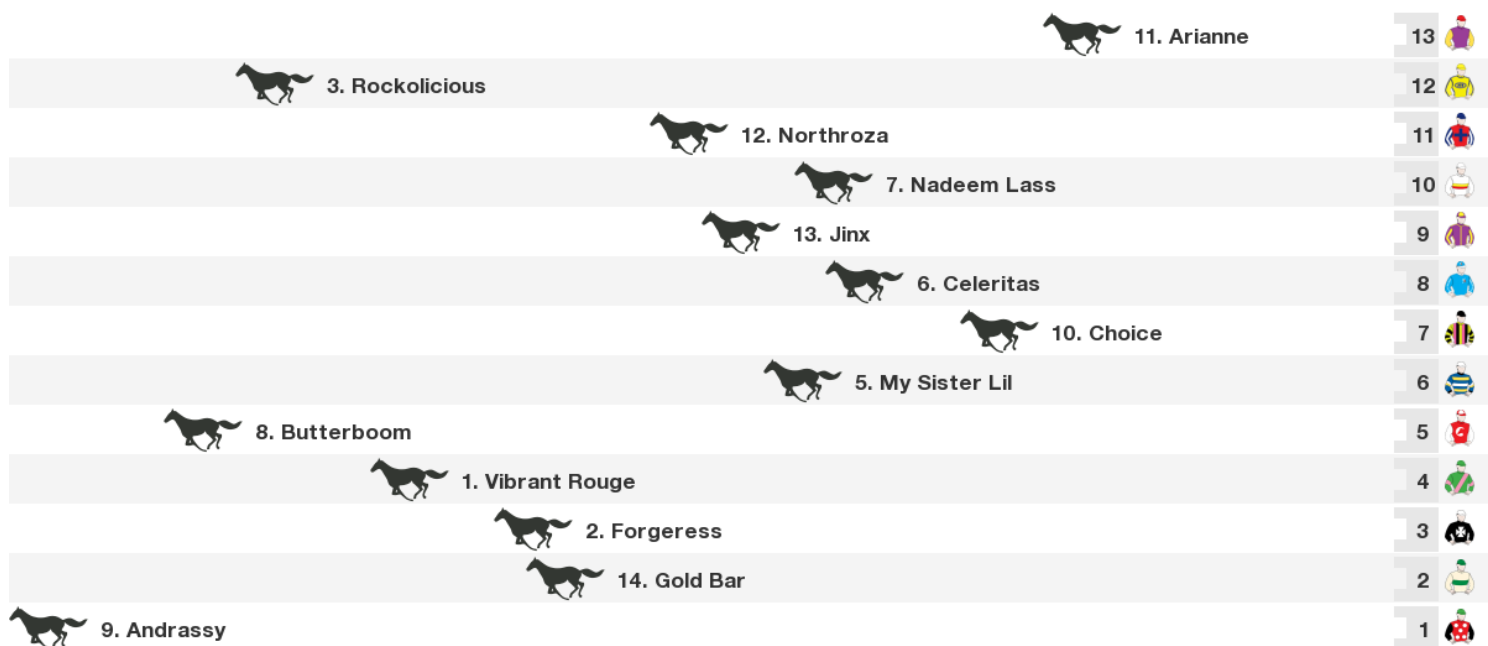 11. Arianne 13
3. Rockolicious 12
12. Northroza 11
7. Nadeem Lass 10
13. Jinx 9
6. Celeritas 8
10. Choice 7
5. My Sister Lil 6
8. Butterboom 5
1. Vibrant Rouge 4
2. Forgeress 3
14. Gold Bar 2
9. Andrassy 1